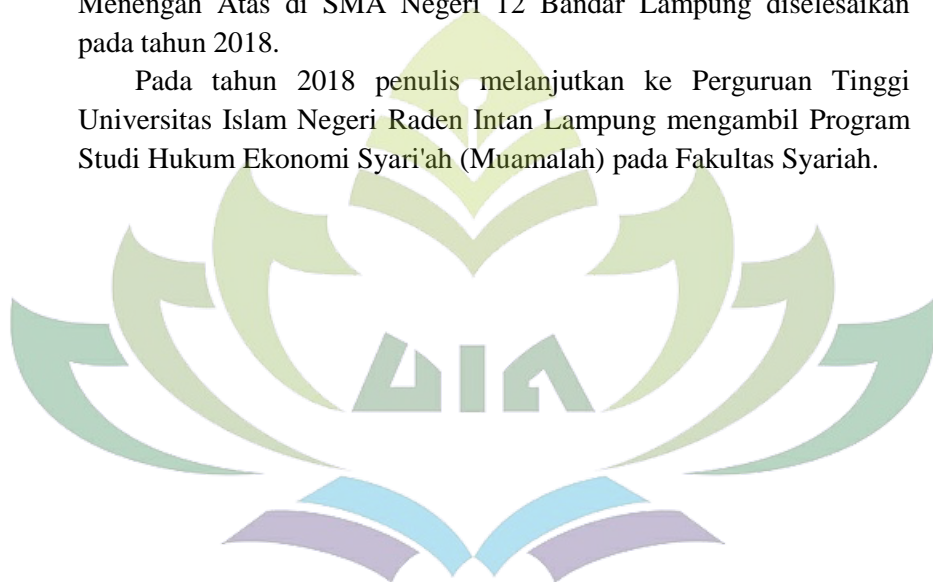 Menengah Atas di SMA Negeri 12 Bandar Lampung diselesaikan
pada tahun 2018.
Pada tahun 2018 penulis melanjutkan ke Perguruan Tinggi
Universitas Islam Negeri Raden Intan Lampung mengambil Program
Studi Hukum Ekonomi Syari'ah (Muamalah) pada Fakultas Syariah.
UIN